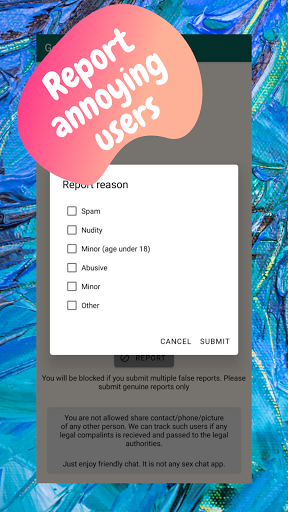 Report
annoying
users
Report reason
Spam
Nudity
Minor (age under 18)
Abusive
Minor
Other
CANCEL SUBMIT
REPORT
You will be blocked if you submit multiple false reports. Please
submit genuine reports only
You are not allowed share contact/phone/picture
of any other person. We can track such users if any
legal compalints is recieved and passed to the legal
authorities.
Just enjoy friendly chat. It is not any sex chat app.